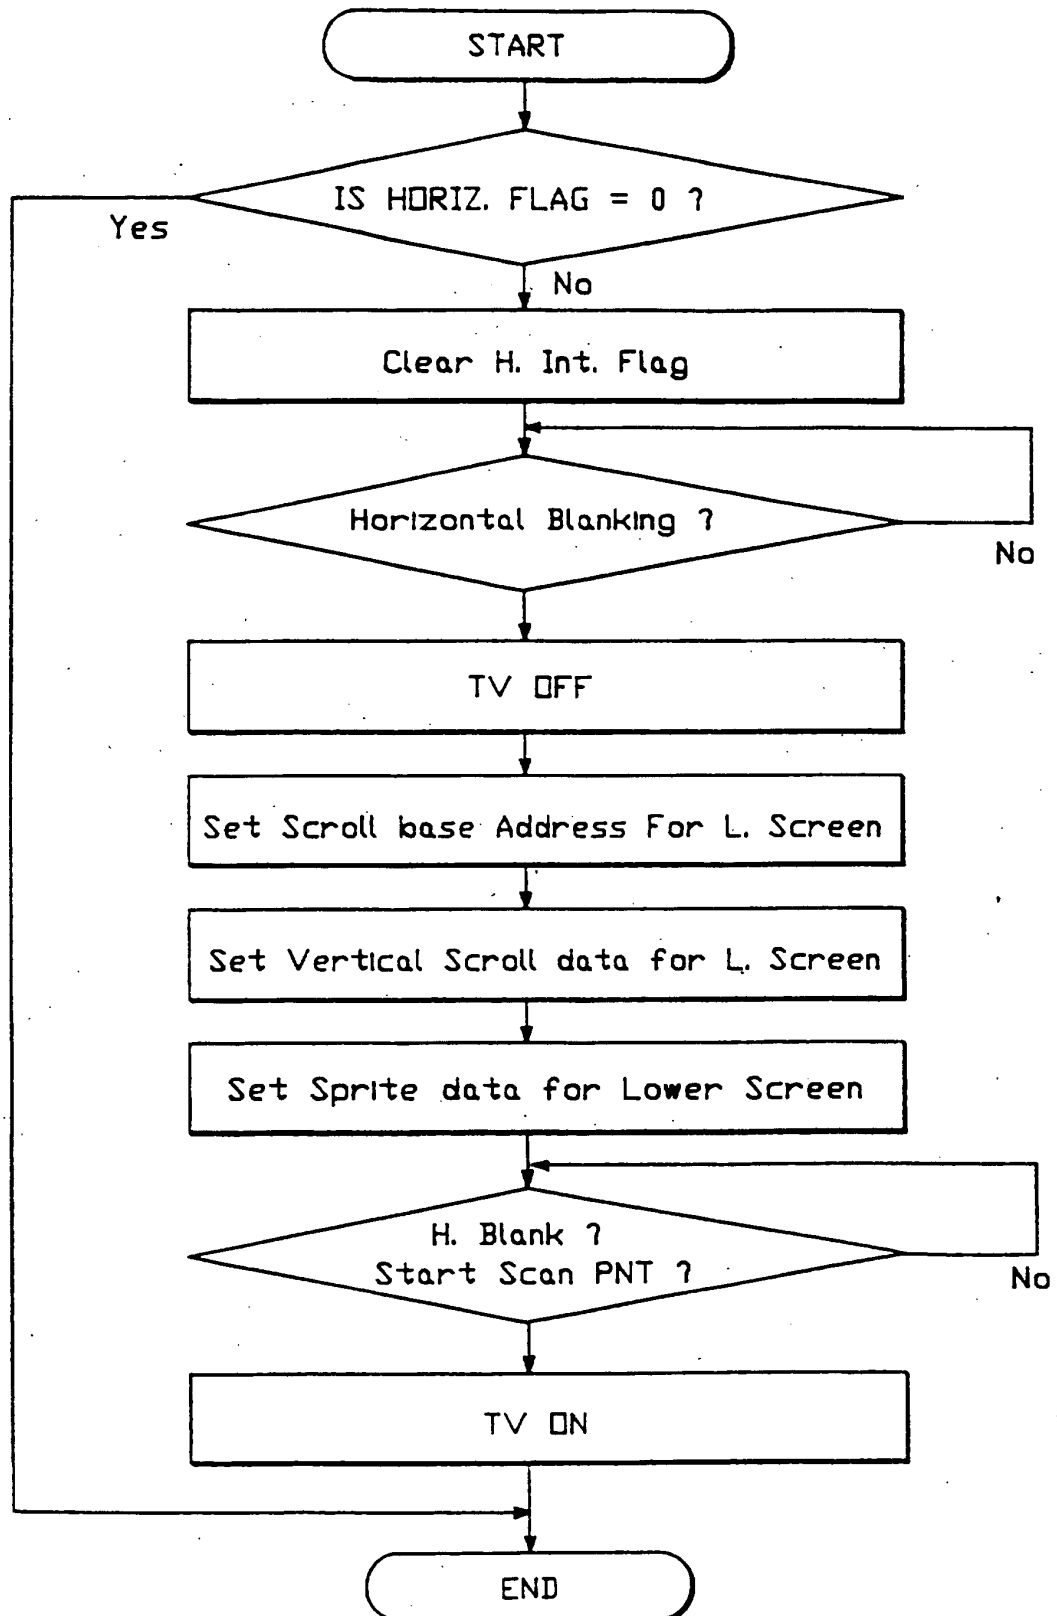 START
IS HORIZ. FLAG = 0 ?
Yes
No
Clear H. Int. Flag
Horizontal Blanking ?
No
TV OFF
Set Scroll base Address For L. Screen
Set Vertical Scroll data for L. Screen
Set Sprite data for Lower Screen
H. Blank ?
Start Scan PNT ?
No
TV ON
END